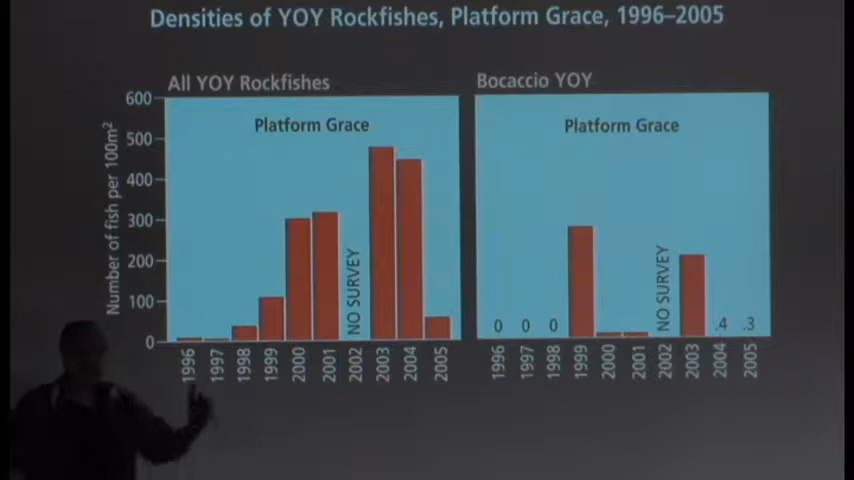 Densities of YOY Rockfishes, Platform Grace, 1996–2005
All YOY Rockfishes
Bocaccio YOY
Number of fish per 100m²
600
500
400
300
200
100
0
Platform Grace
NO SURVEY
1996 1997 1998 1999 2000 2001 2002 2003 2004 2005
Platform Grace
0 0 0 NO SURVEY .4 .3
1996 1997 1998 1999 2000 2001 2002 2003 2004 2005